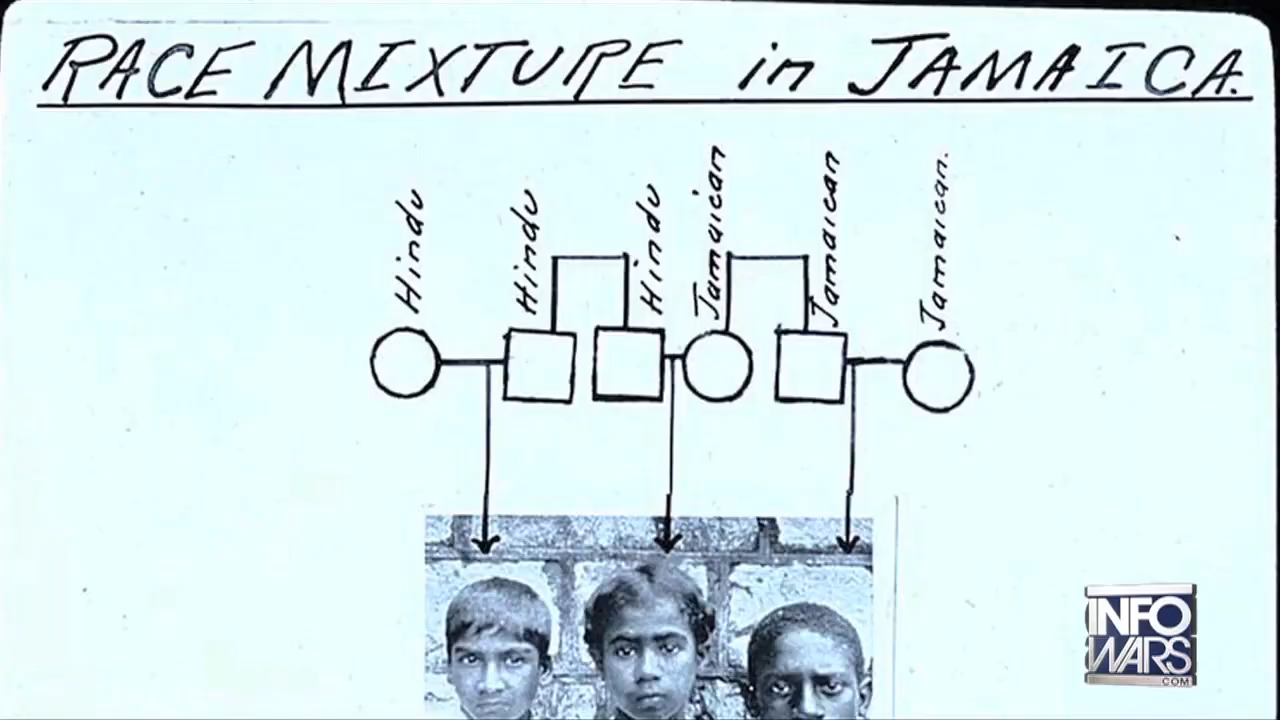 RACE MIXTURE in JAMAICA.
Hindu
Hindu
Hindu
Jamaican
Jamaican
Jamaican.
INFO
WARS
.COM